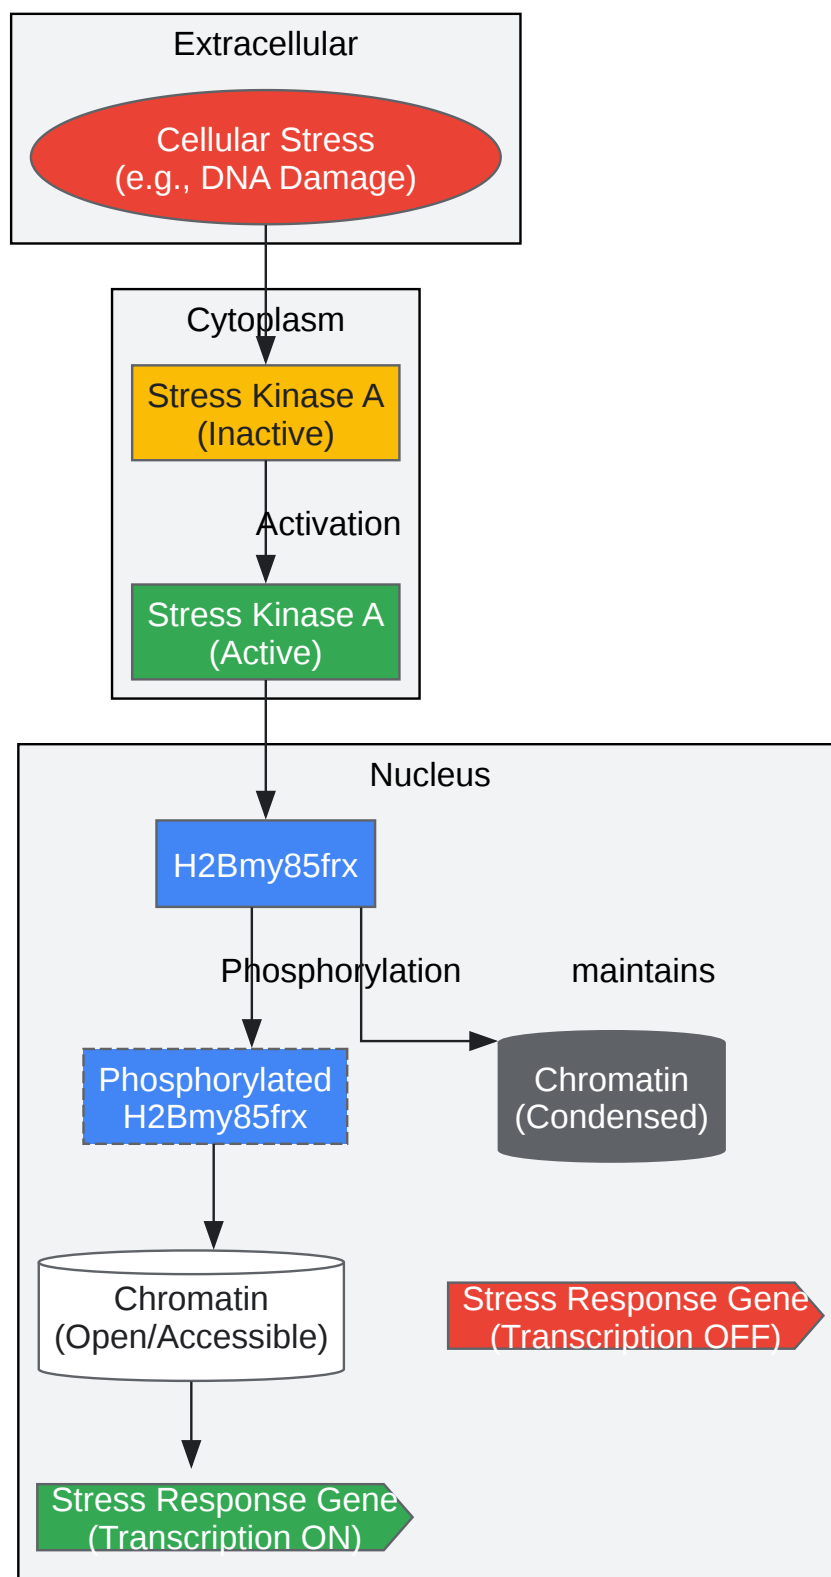 Extracellular
Cellular Stress
(e.g., DNA Damage)
Cytoplasm
Stress Kinase A
(Inactive)
Activation
Stress Kinase A
(Active)
Nucleus
H2Bmy85frx
Phosphorylation
maintains
Phosphorylated
H2Bmy85frx
Chromatin
(Condensed)
Chromatin
(Open/Accessible)
Stress Response Gene
(Transcription OFF)
Stress Response Gene
(Transcription ON)